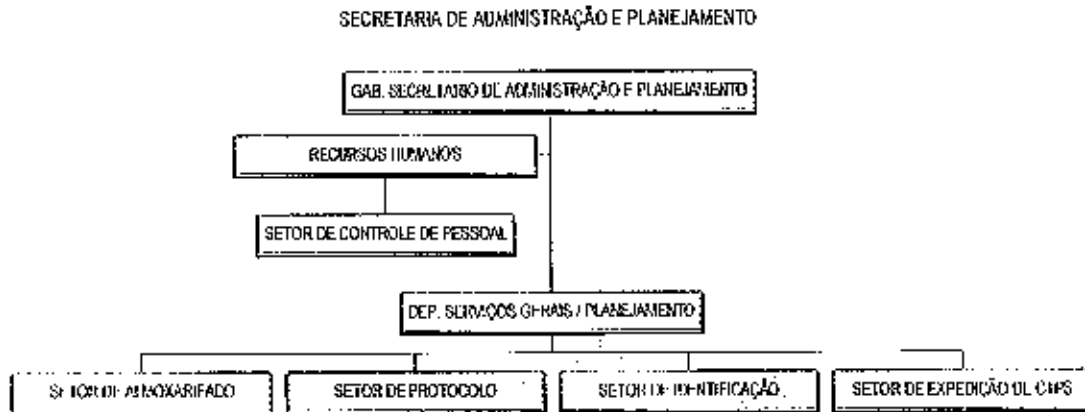 SECRETARIA DE ADMINISTRAÇÃO E PLANEJAMENTO
GAB. SECRETARIO DE ADMINISTRAÇÃO E PLANEJAMENTO
RECURSOS HUMANOS
SETOR DE CONTROLE DE PESSOAL
DEP. SERVIÇOS GERAIS / PLANEJAMENTO
SETOR DE ALMOXARIFADO
SETOR DE PROTOCOLO
SETOR DE IDENTIFICAÇÃO
SETOR DE EXPEDIÇÃO DE CTPS